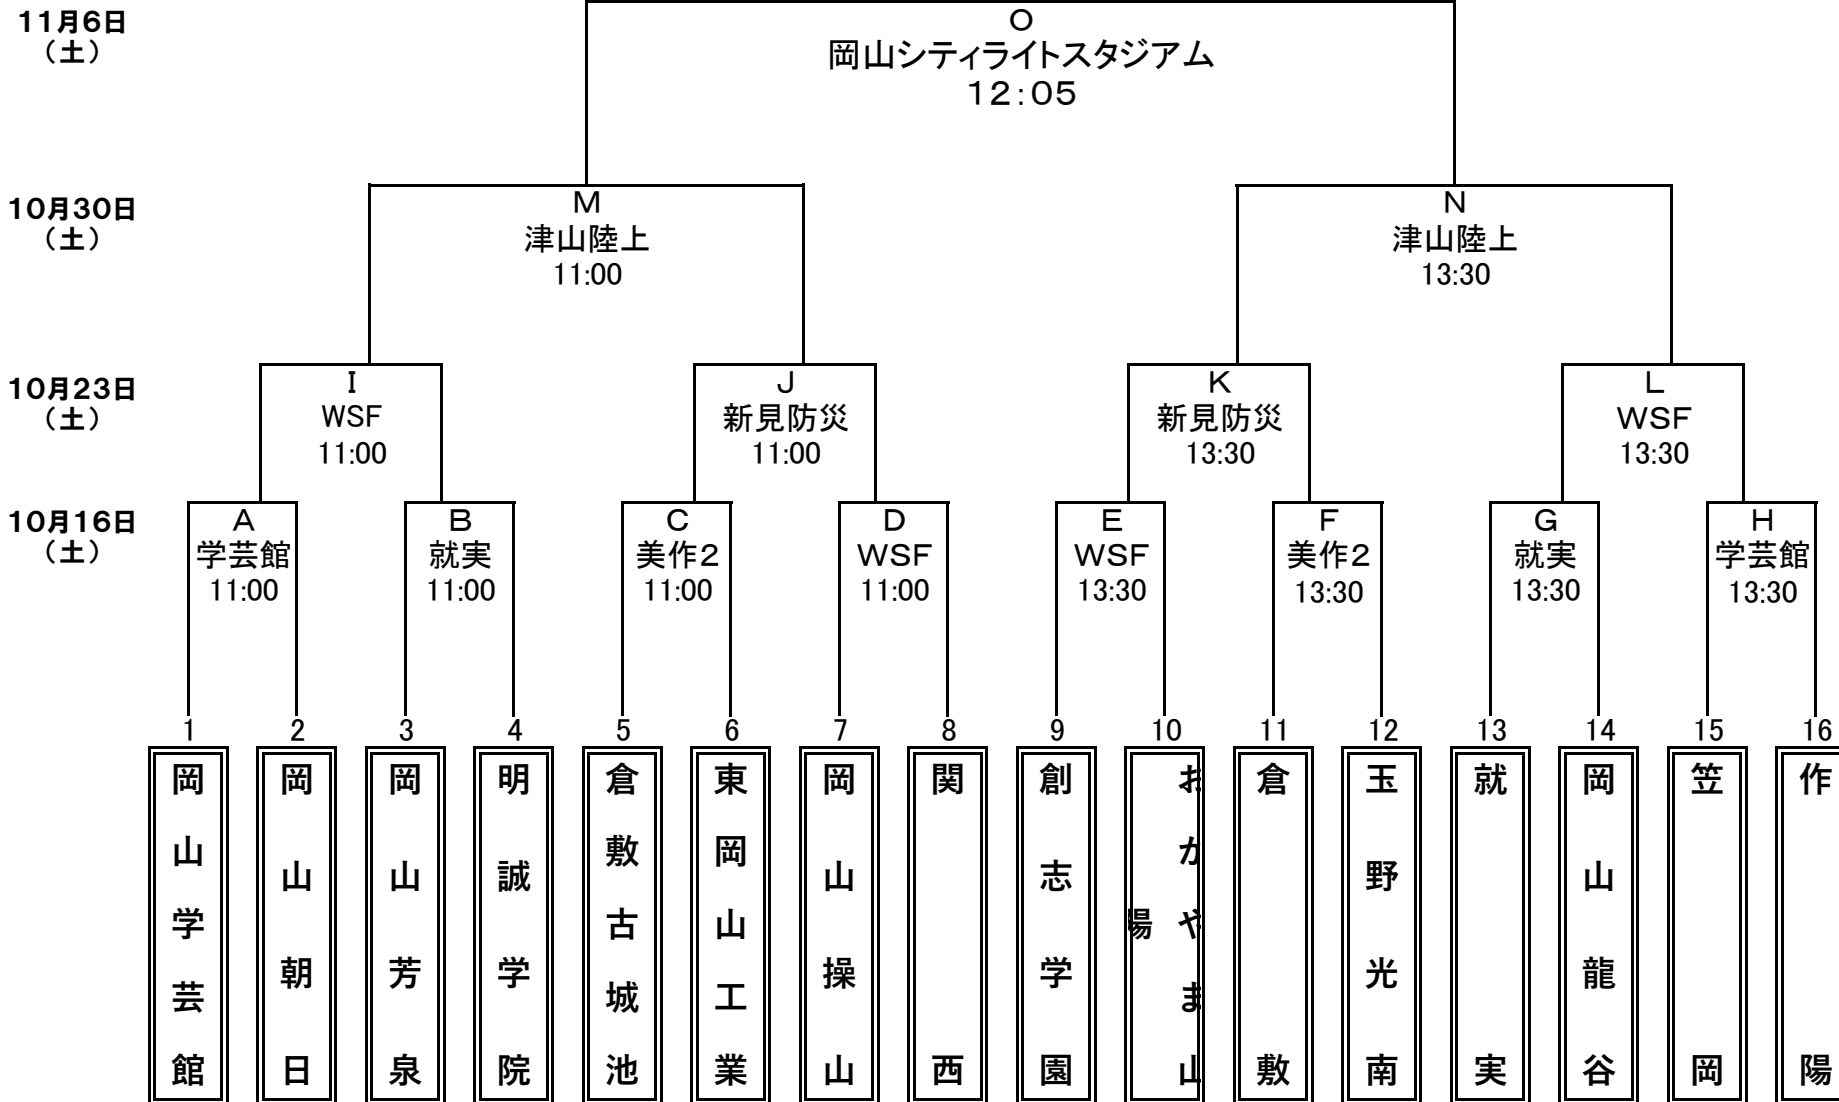 11月6日
（土）
O
岡山シティライトスタジアム
12:05
10月30日
（土）
M
津山陸上
11:00
N
津山陸上
13:30
10月23日
（土）
I
WSF
11:00
J
新見防災
11:00
K
新見防災
13:30
L
WSF
13:30
10月16日
（土）
A
学芸館
11:00
B
就実
11:00
C
美作2
11:00
D
WSF
11:00
E
WSF
13:30
F
美作2
13:30
G
就実
13:30
H
学芸館
13:30
1
2
3
4
5
6
7
8
9
10
11
12
13
14
15
16
岡山学芸館
岡山朝日
岡山芳泉
明誠学院
倉敷古城池
東岡山工業
岡山操山
関西
創志学園
おかやま山
陽
倉敷
玉野光南
就実
岡山龍谷
笠岡
作陽